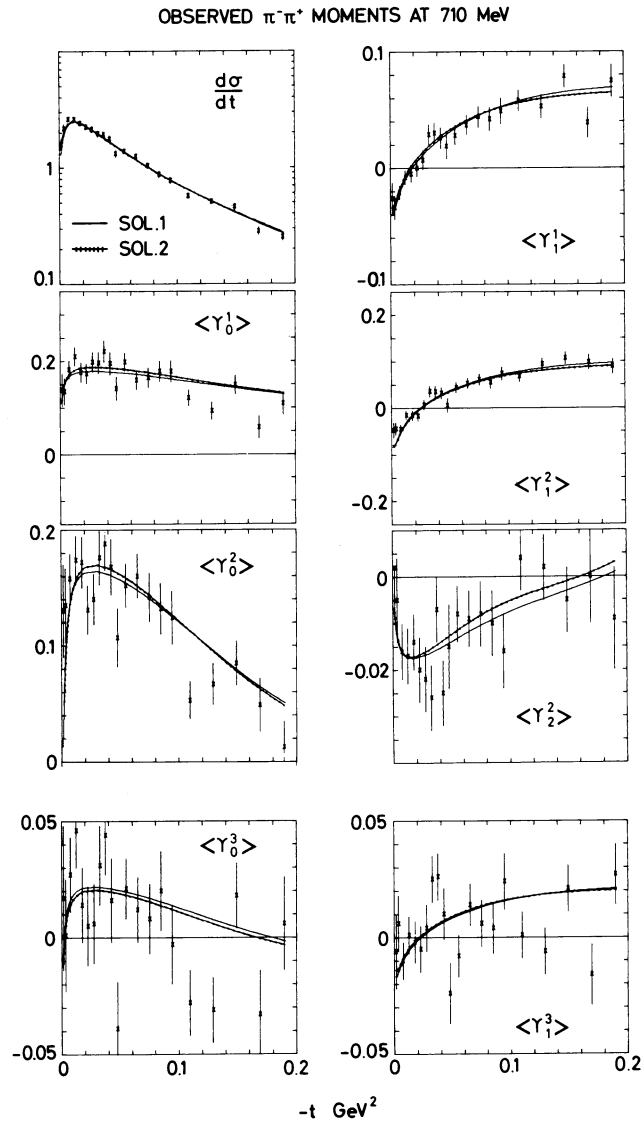 OBSERVED π⁻π⁺ MOMENTS AT 710 MeV
dσ
dt
1
0.1
SOL.1
SOL.2
0.1
0
-0.1
<Y₁¹>
0.2
0
<Y₀¹>
0.2
0
-0.2
<Y₁²>
0.2
0.1
0
<Y₀²>
0
-0.02
<Y₂²>
0.05
0
-0.05
<Y₀³>
0 0.1 0.2
0.05
0
-0.05
<Y₁³>
0 0.1 0.2
-t GeV²